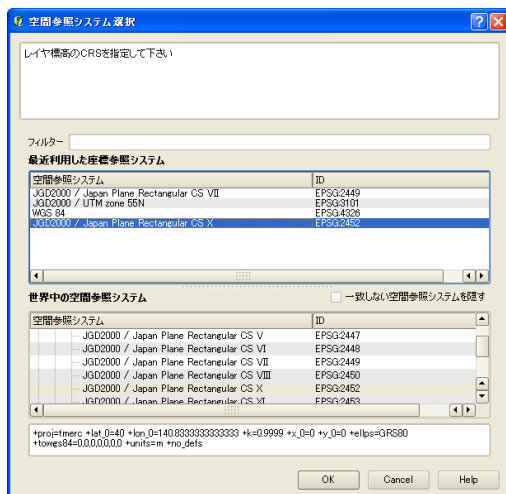 空間参照システム選択
レイヤ標高のCRSを指定して下さい
フィルター
最近利用した座標参照システム
空間参照システム ID
JGD2000 / Japan Plane Rectangular CS VII EPSG:2449
JGD2000 / UTM zone 55N EPSG:3101
WGS 84 EPSG:4326
JGD2000 / Japan Plane Rectangular CS X EPSG:2452
世界中の空間参照システム 一致しない空間参照システムを隠す
空間参照システム ID
JGD2000 / Japan Plane Rectangular CS V EPSG:2447
JGD2000 / Japan Plane Rectangular CS VI EPSG:2448
JGD2000 / Japan Plane Rectangular CS VII EPSG:2449
JGD2000 / Japan Plane Rectangular CS VIII EPSG:2450
JGD2000 / Japan Plane Rectangular CS X EPSG:2452
JGD2000 / Japan Plane Rectangular CS XI EPSG:2453
+proj=tmerc +lat_0=40 +lon_0=140.8333333333333 +k=0.9999 +x_0=0 +y_0=0 +ellps=GRS80
+towgs84=0,0,0,0,0,0,0 +units=m +no_defs
OK Cancel Help